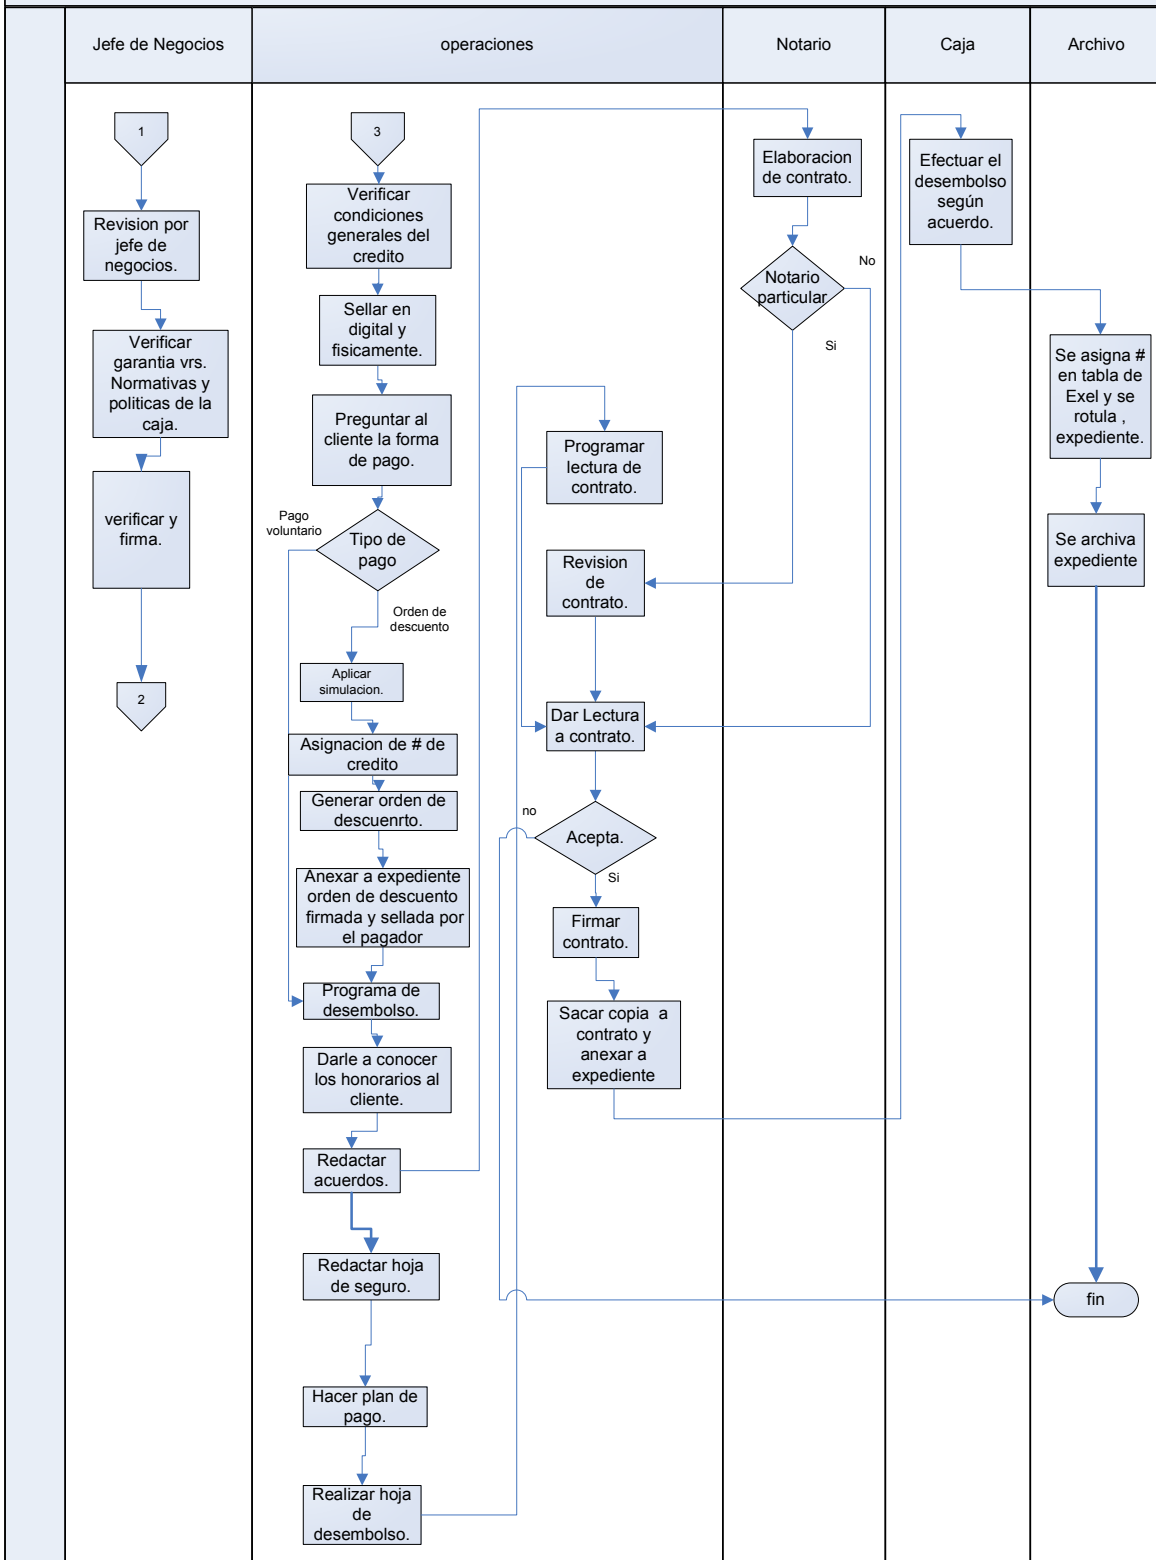 Jefe de Negocios
operaciones
Notario
Caja
Archivo
1
Revision por
jefe de
negocios.
Verificar
garantia vrs.
Normativas y
politicas de la
caja.
verificar y
firma.
2
3
Verificar
condiciones
generales del
credito
Sellar en
digital y
fisicamente.
Preguntar al
cliente la forma
de pago.
Pago
voluntario
Tipo de
pago
Orden de
descuento
Aplicar
simulacion.
Asignacion de # de
credito
Generar orden de
descuenrto.
Anexar a expediente
orden de descuento
firmada y sellada por
el pagador
Programa de
desembolso.
Darle a conocer
los honorarios al
cliente.
Redactar
acuerdos.
Redactar hoja
de seguro.
Hacer plan de
pago.
Realizar hoja
de
desembolso.
Programar
lectura de
contrato.
Revision
de
contrato.
Dar Lectura
a contrato.
no
Acepta.
Si
Firmar
contrato.
Sacar copia a
contrato y
anexar a
expediente
Elaboracion
de contrato.
No
Notario
particular
Si
Efectuar el
desembolso
según
acuerdo.
Se asigna #
en tabla de
Exel y se
rotula ,
expediente.
Se archiva
expediente
fin